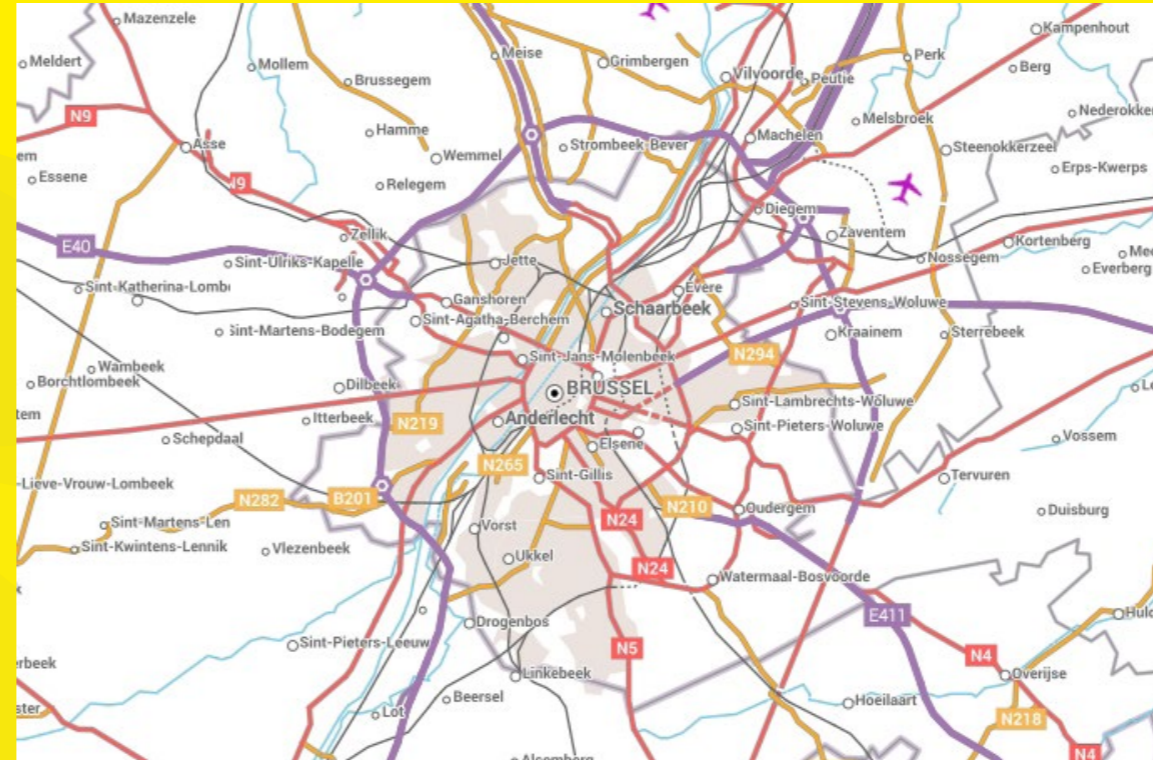 Mazenzele
Kampenhout
Meldert
Mollem
Meise
Grimbergen
Perk
Brussegem
Vilvoorde
Peutie
Berg
N9
Melsbroek
Hamme
Machelen
Asse
Strombeek-Bever
Steenokkerzeel
Wemmel
Erps-Kwerps
Essene
N9
Relegem
Diegem
Zellik
Zaventem
E40
Kortenberg
Sint-Ulriks-Kapelle
Jette
Nossegem
Everberg
Evere
Ganshoren
Schaarbeek
Sint-Stevens-Woluwe
Sint-Agatha-Berchem
Sint-Martens-Bodegem
Kraainem
Sterrebeek
N294
Sint-Jans-Molenbeek
Wambeek
Borchtlombeek
Dilbeek
BRUSSEL
Sint-Lambrechts-Woluwe
Itterbeek
N219
Anderlecht
Sint-Pieters-Woluwe
Schepdaal
Elsene
Vossem
N265
Sint-Gillis
Tervuren
-Lieve-Vrouw-Lombeek
N282
B201
N210
Oudergem
Duisburg
Sint-Martens-Len
Vorst
N24
Sint-Kwintens-Lennik
Vlezenbeek
Ukkel
N24
Watermaal-Bosvoorde
E411
Drogenbos
Sint-Pieters-Leeuw
N5
N4
Linkebeek
Overijse
Beersel
Hoeilaart
Lot
N218
N4